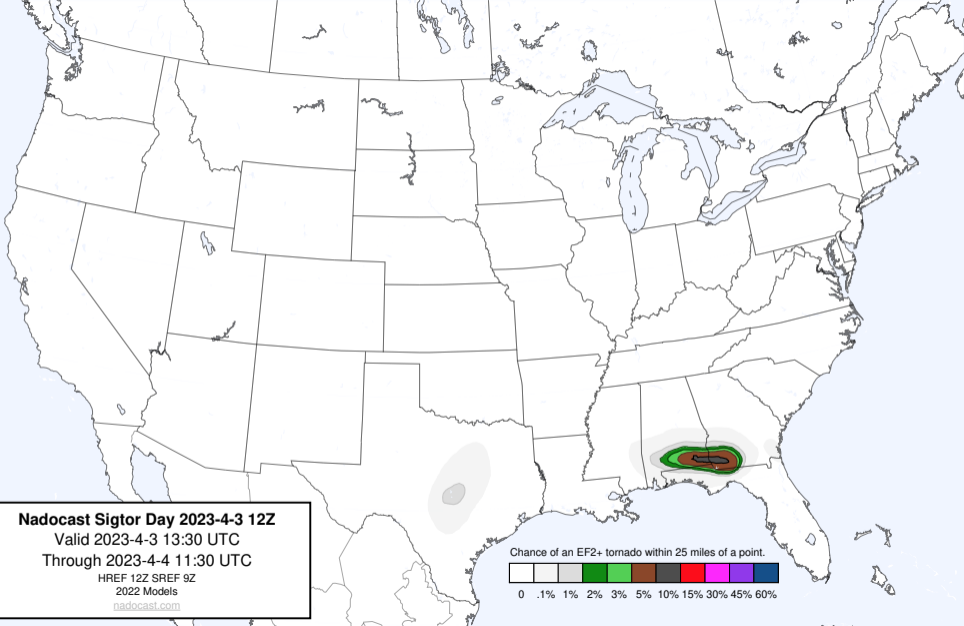 Nadocast Sigtor Day 2023-4-3 12Z
Valid 2023-4-3 13:30 UTC
Through 2023-4-4 11:30 UTC
HREF 12Z SREF 9Z
2022 Models
nadocast.com
Chance of an EF2+ tornado within 25 miles of a point.
0 .1% 1% 2% 3% 5% 10% 15% 30% 45% 60%